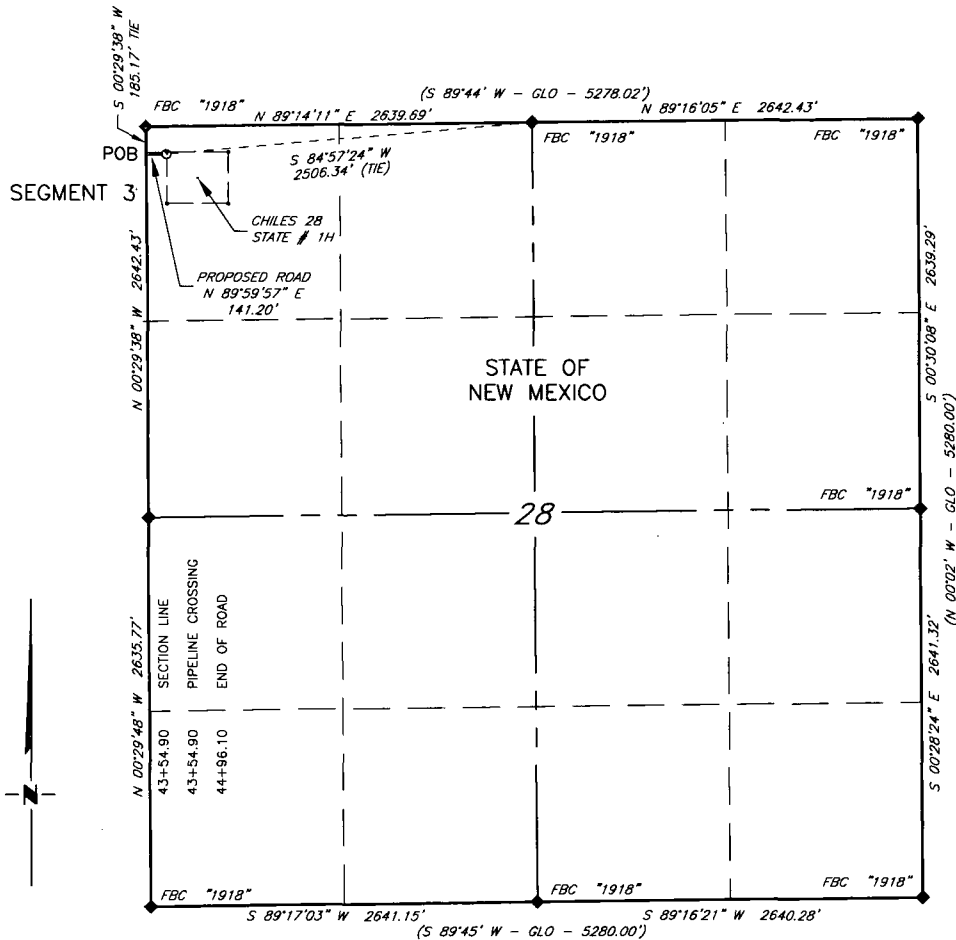 S 00°29'38" W
185.17' TIE
(S 89°44' W - GLO - 5278.02')
FBC "1918"
N 89°14'11" E 2639.69'
N 89°16'05" E 2642.43'
FBC "1918"
FBC "1918"
POB
S 84°57'24" W
2506.34' (TIE)
SEGMENT 3
CHILES 28
STATE # 1H
PROPOSED ROAD
N 89°59'57" E
141.20'
N 00°29'38" W 2642.43'
S 00°30'08" E 2639.29'
STATE OF
NEW MEXICO
(N 00°02' W - GLO - 5280.00')
FBC "1918"
28
N 00°29'48" W 2635.77'
43+54.90 SECTION LINE
43+54.90 PIPELINE CROSSING
44+96.10 END OF ROAD
S 00°28'24" E 2641.32'
N
FBC "1918"
FBC "1918"
FBC "1918"
S 89°17'03" W 2641.15'
S 89°16'21" W 2640.28'
(S 89°45' W - GLO - 5280.00')